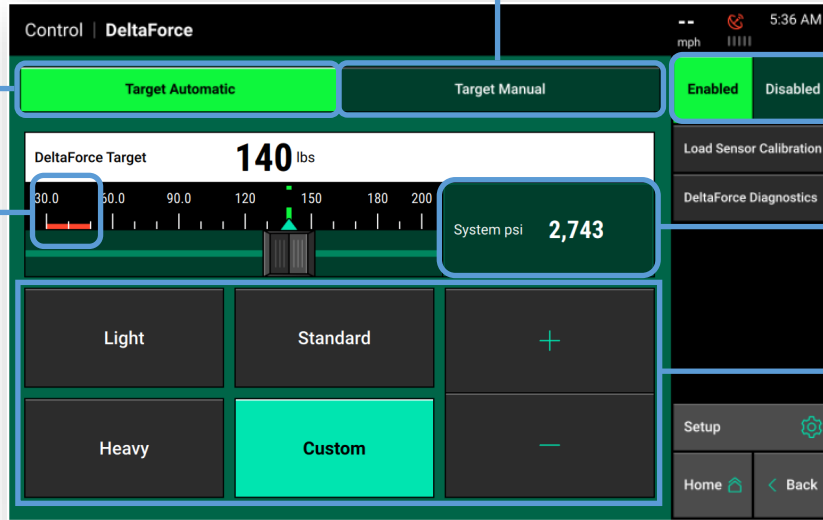 Control | DeltaForce
--
mph
5:36 AM
Target Automatic
Target Manual
Enabled
Disabled
DeltaForce Target 140 lbs
30.0 60.0 90.0 120 150 180 200
System psi 2,743
Load Sensor Calibration
DeltaForce Diagnostics
Light
Standard
+
Heavy
Custom
−
Setup
Home
< Back